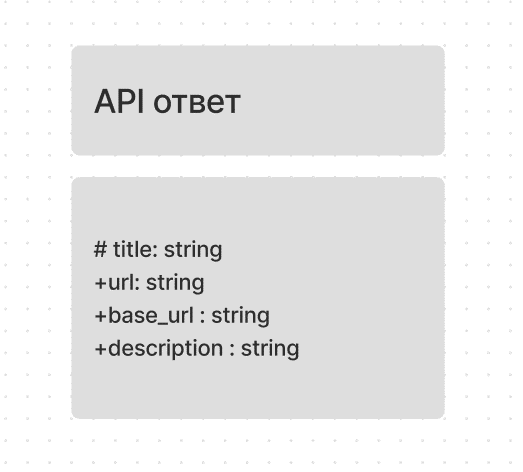 API ответ
# title: string
+url: string
+base_url : string
+description : string